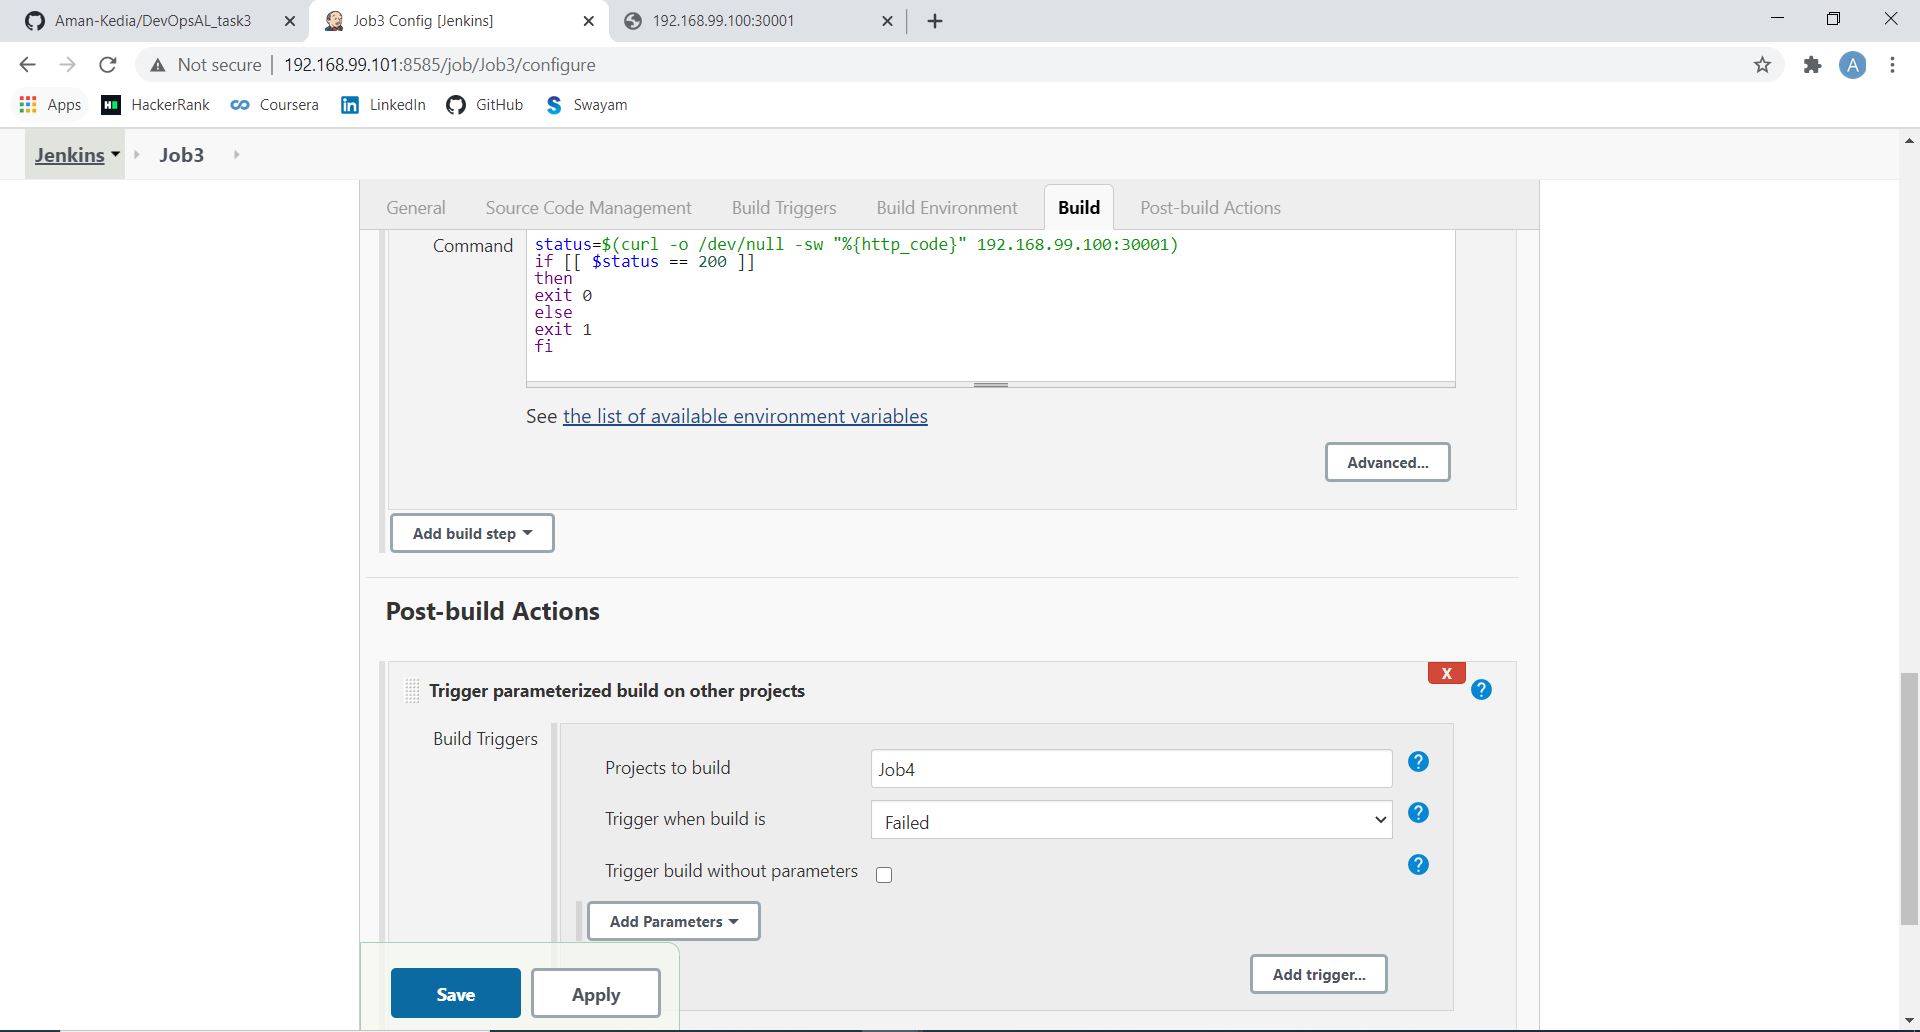 Aman-Kedia/DevOpsAL_task3
Job3 Config [Jenkins]
192.168.99.100:30001
Not secure
192.168.99.101:8585/job/Job3/configure
A
Apps
HackerRank
Coursera
LinkedIn
GitHub
Swayam
Jenkins
Job3
General
Source Code Management
Build Triggers
Build Environment
Build
Post-build Actions
Command
status=$(curl -o /dev/null -sw "%{http_code}" 192.168.99.100:30001)
if [[ $status == 200 ]]
then
exit 0
else
exit 1
fi
See the list of available environment variables
Advanced...
Add build step
Post-build Actions
X
Trigger parameterized build on other projects
?
Build Triggers
Projects to build
Job4
?
Trigger when build is
Failed
?
Trigger build without parameters
?
Add Parameters
Add trigger...
Save
Apply